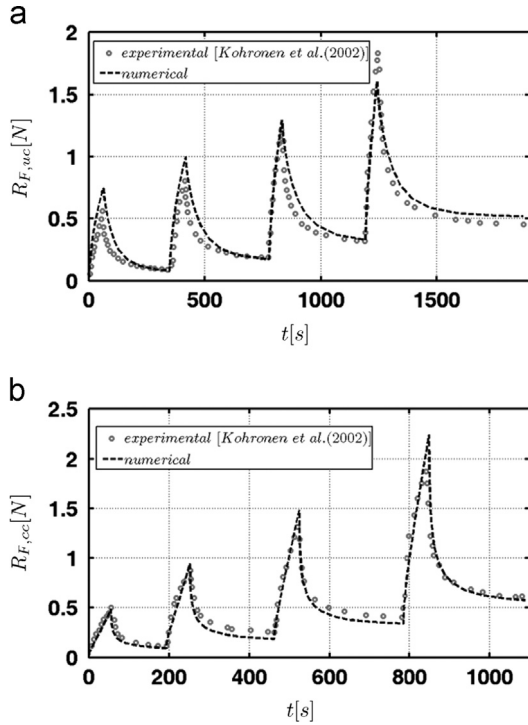 a
2
1.5
1
0.5
0
R_{F,uc}[N]
experimental [Kohronen et al.(2002)]
numerical
0 500 1000 1500
t[s]
b
2.5
2
1.5
1
0.5
0
R_{F,cc}[N]
experimental [Kohronen et al.(2002)]
numerical
0 200 400 600 800 1000
t[s]